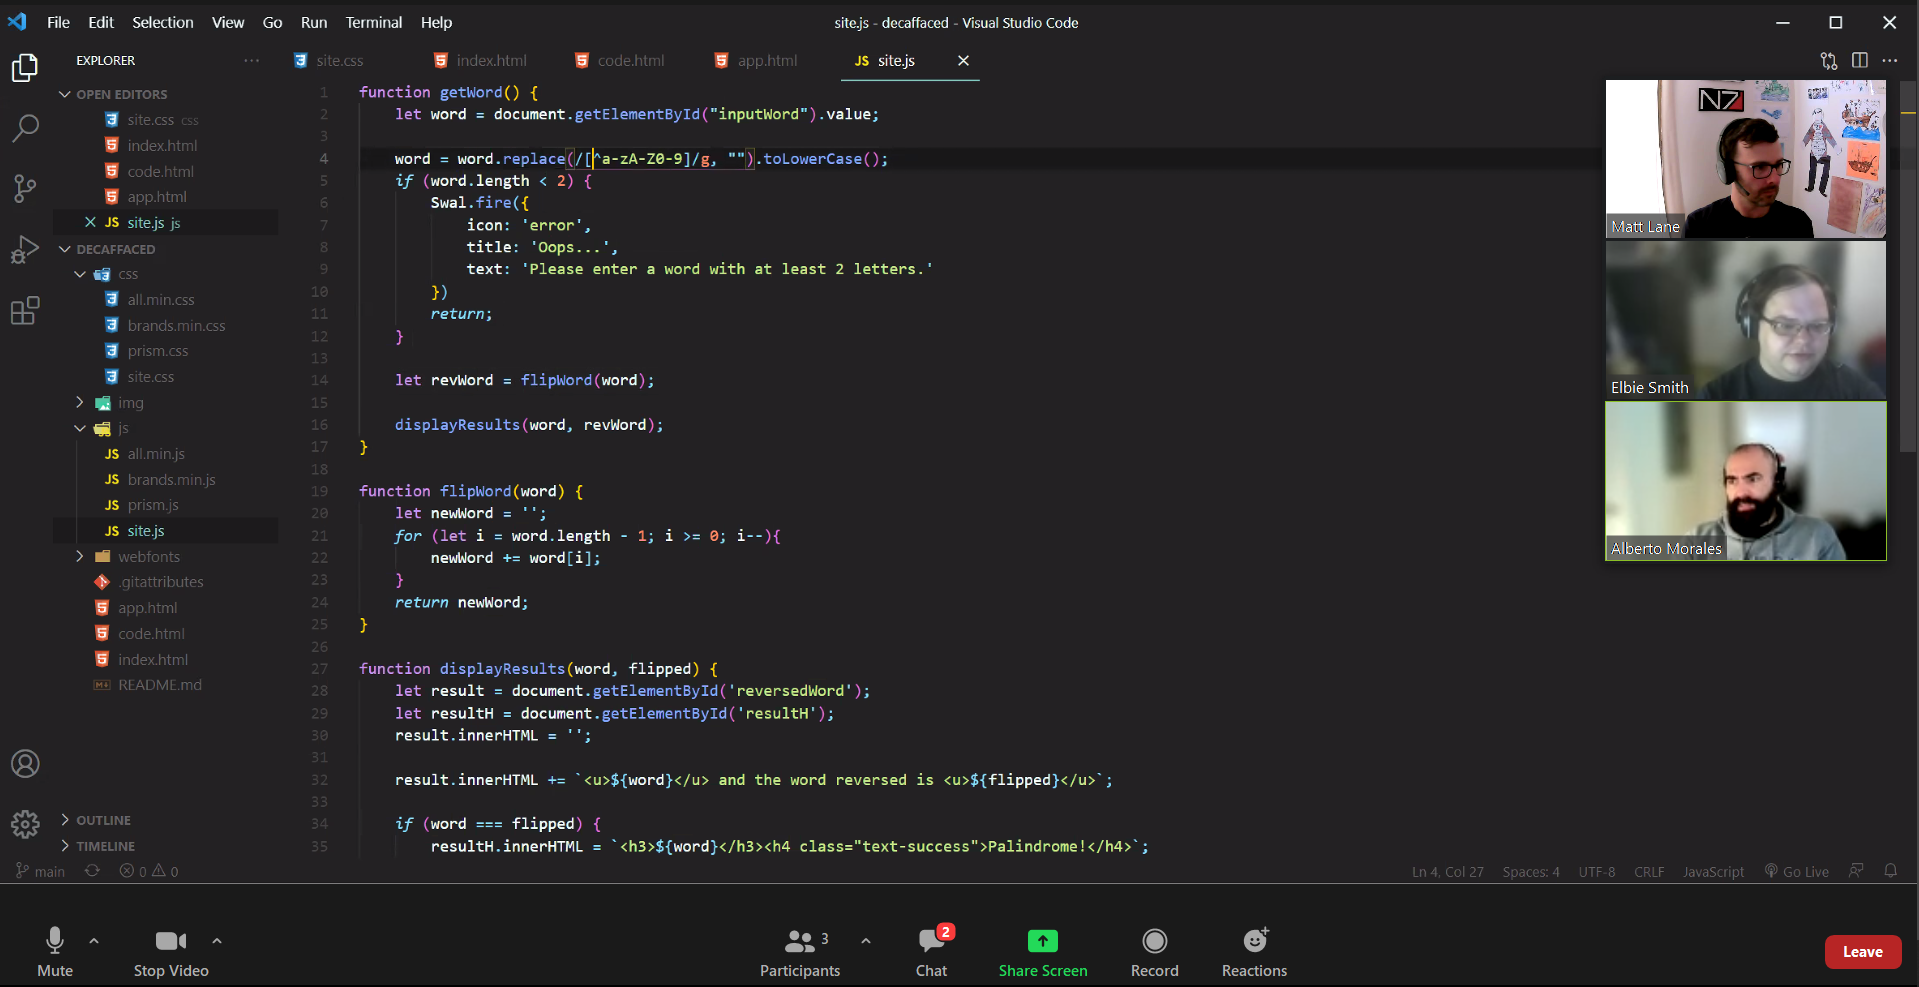 File Edit Selection View Go Run Terminal Help
site.js - decaffaced - Visual Studio Code
EXPLORER
site.css
index.html
code.html
app.html
JS site.js
OPEN EDITORS
site.css css
index.html
code.html
app.html
JS site.js js
DECAFFACED
css
all.min.css
brands.min.css
prism.css
site.css
img
js
JS all.min.js
JS brands.min.js
JS prism.js
JS site.js
webfonts
.gitattributes
app.html
code.html
index.html
README.md
OUTLINE
TIMELINE
1 function getWord() {
2 let word = document.getElementById("inputWord").value;
3
4 word = word.replace(/[^a-zA-Z0-9]/g, "").toLowerCase();
5 if (word.length < 2) {
6 Swal.fire({
7 icon: 'error',
8 title: 'Oops...',
9 text: 'Please enter a word with at least 2 letters.'
10 })
11 return;
12 }
13
14 let revWord = flipWord(word);
15
16 displayResults(word, revWord);
17 }
18
19 function flipWord(word) {
20 let newWord = '';
21 for (let i = word.length - 1; i >= 0; i--){
22 newWord += word[i];
23 }
24 return newWord;
25 }
26
27 function displayResults(word, flipped) {
28 let result = document.getElementById('reversedWord');
29 let resultH = document.getElementById('resultH');
30 result.innerHTML = '';
31
32 result.innerHTML += `<u>${word}</u> and the word reversed is <u>${flipped}</u>`;
33
34 if (word === flipped) {
35 resultH.innerHTML = `<h3>${word}</h3><h4 class="text-success">Palindrome!</h4>`;
N7
Matt Lane
Elbie Smith
Alberto Morales
main 0 0
Ln 4, Col 27 Spaces: 4 UTF-8 CRLF JavaScript Go Live
3
2
Mute Stop Video Participants Chat Share Screen Record Reactions
Leave